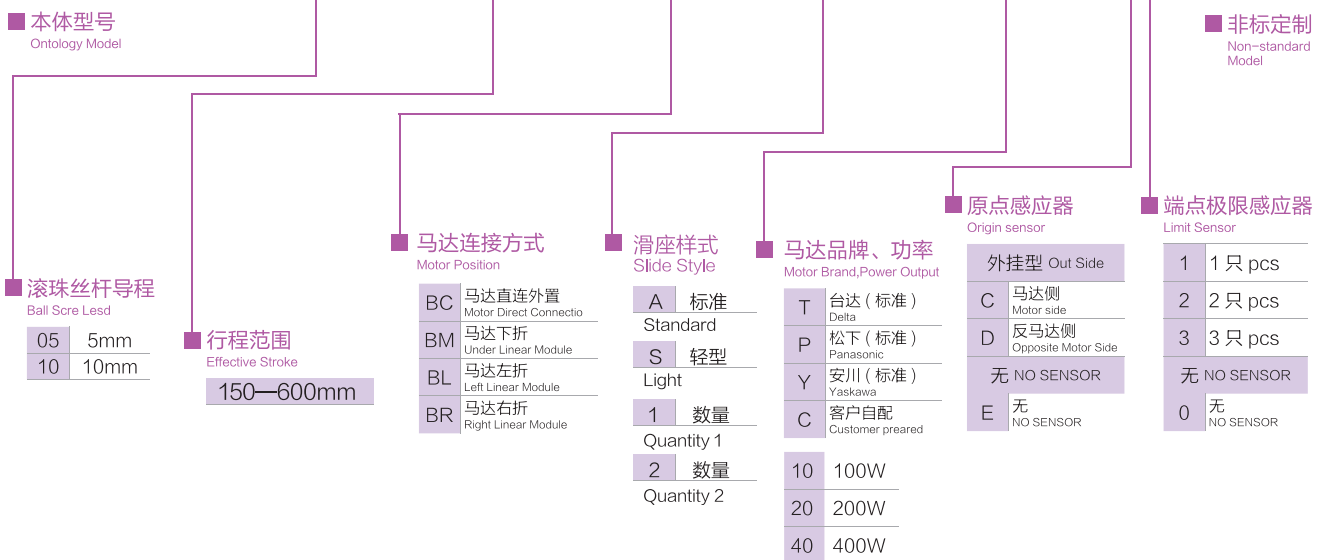 本体型号
Ontology Model
非标定制
Non-standard
Model
滚珠丝杆导程
Ball Scre Lesd
05 5mm
10 10mm
行程范围
Effective Stroke
150—600mm
马达连接方式
Motor Position
BC 马达直连外置
Motor Direct Connectio
BM 马达下折
Under Linear Module
BL 马达左折
Left Linear Module
BR 马达右折
Right Linear Module
滑座样式
Slide Style
A 标准
Standard
S 轻型
Light
1 数量
Quantity 1
2 数量
Quantity 2
马达品牌、功率
Motor Brand,Power Output
T 台达（标准）
Delta
P 松下（标准）
Panasonic
Y 安川（标准）
Yaskawa
C 客户自配
Customer preared
10 100W
20 200W
40 400W
原点感应器
Origin sensor
外挂型 Out Side
C 马达侧
Motor side
D 反马达侧
Opposite Motor Side
无 NO SENSOR
E 无
NO SENSOR
端点极限感应器
Limit Sensor
1 1只 pcs
2 2只 pcs
3 3只 pcs
无 NO SENSOR
0 无
NO SENSOR